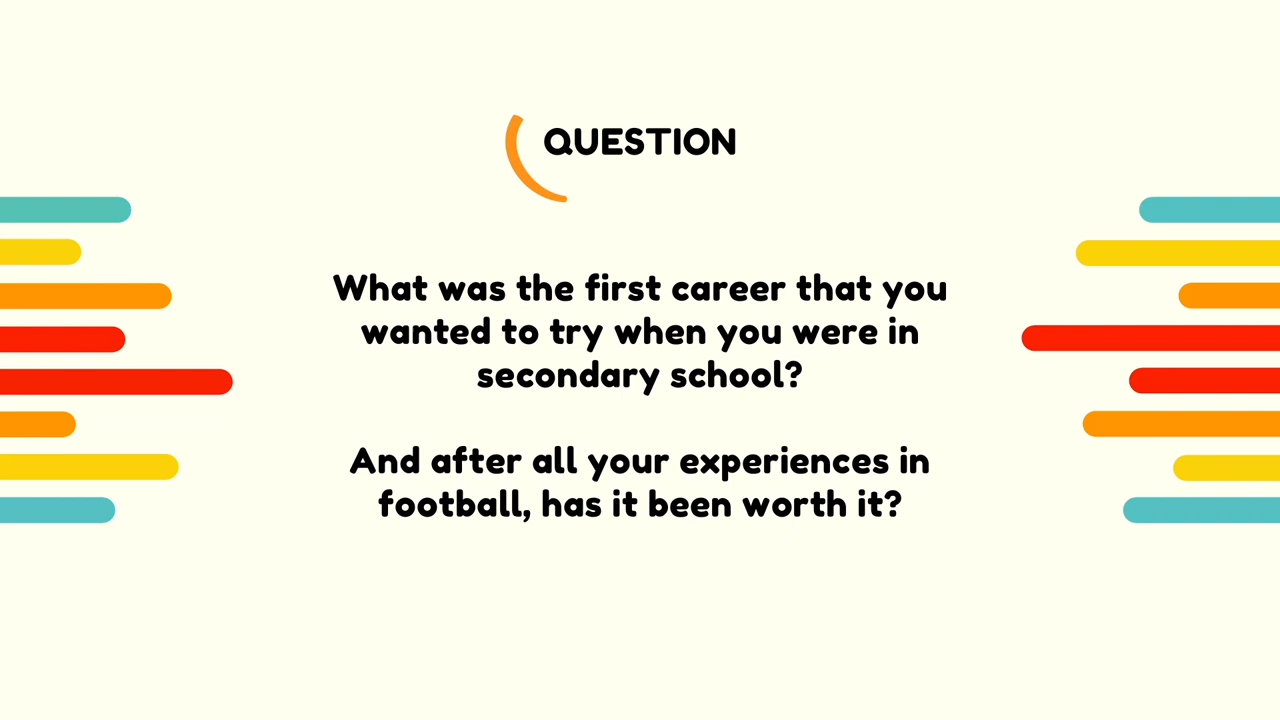 QUESTION
What was the first career that you
wanted to try when you were in
secondary school?
And after all your experiences in
football, has it been worth it?